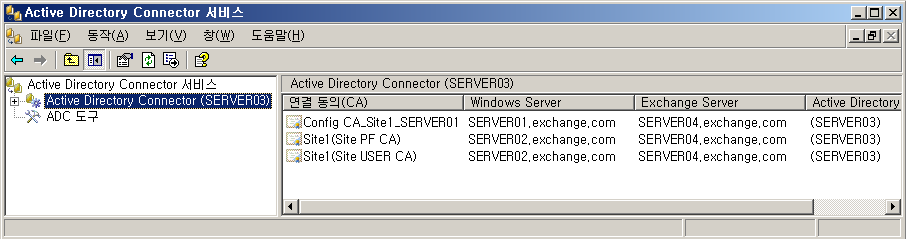 Active Directory Connector 서비스
파일(F) 동작(A) 보기(V) 창(W) 도움말(H)
Active Directory Connector 서비스
Active Directory Connector (SERVER03)
ADC 도구
Active Directory Connector (SERVER03)
연결 동의(CA) Windows Server Exchange Server Active Directory
Config CA_Site1_SERVER01 SERVER01.exchange.com SERVER04.exchange.com (SERVER03)
Site1(Site PF CA) SERVER02.exchange.com SERVER04.exchange.com (SERVER03)
Site1(Site USER CA) SERVER02.exchange.com SERVER04.exchange.com (SERVER03)